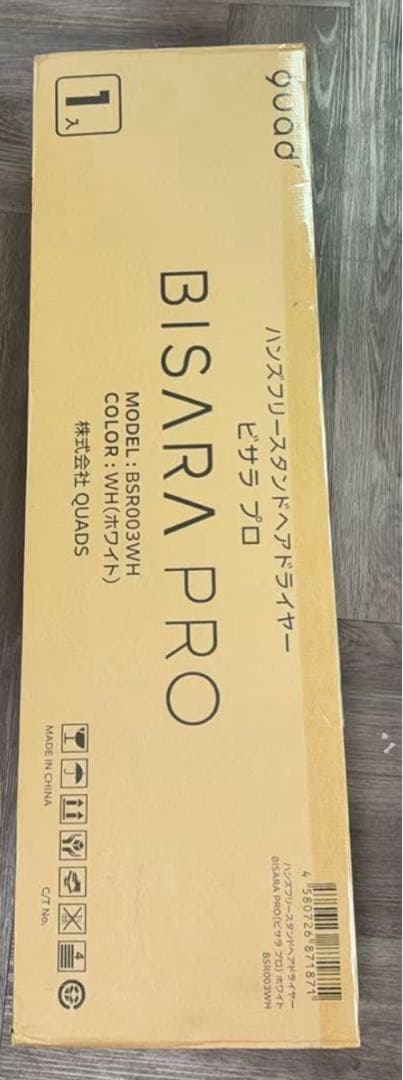 quad'
1入
ハンズフリースタンドヘアドライヤー
ビサラ プロ
BISARA PRO
MODEL : BSR003WH
COLOR : WH(ホワイト)
株式会社 QUADS
4 580726 871871
ハンズフリースタンドヘアドライヤー
BISARA PRO(ビサラ プロ) ホワイト
BSR003WH
4
MADE IN CHINA
C/T No.